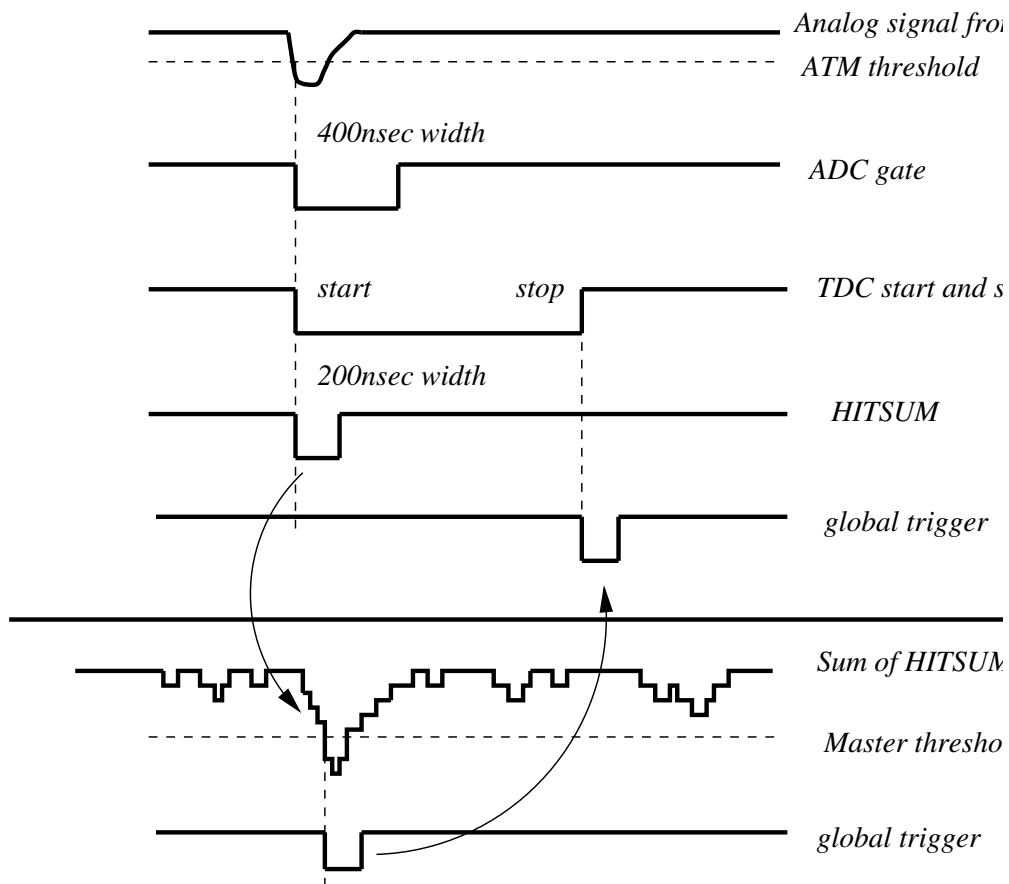 Analog signal from
ATM threshold
400nsec width
ADC gate
start
stop
TDC start and s
200nsec width
HITSUM
global trigger
Sum of HITSUM
Master thresho
global trigger